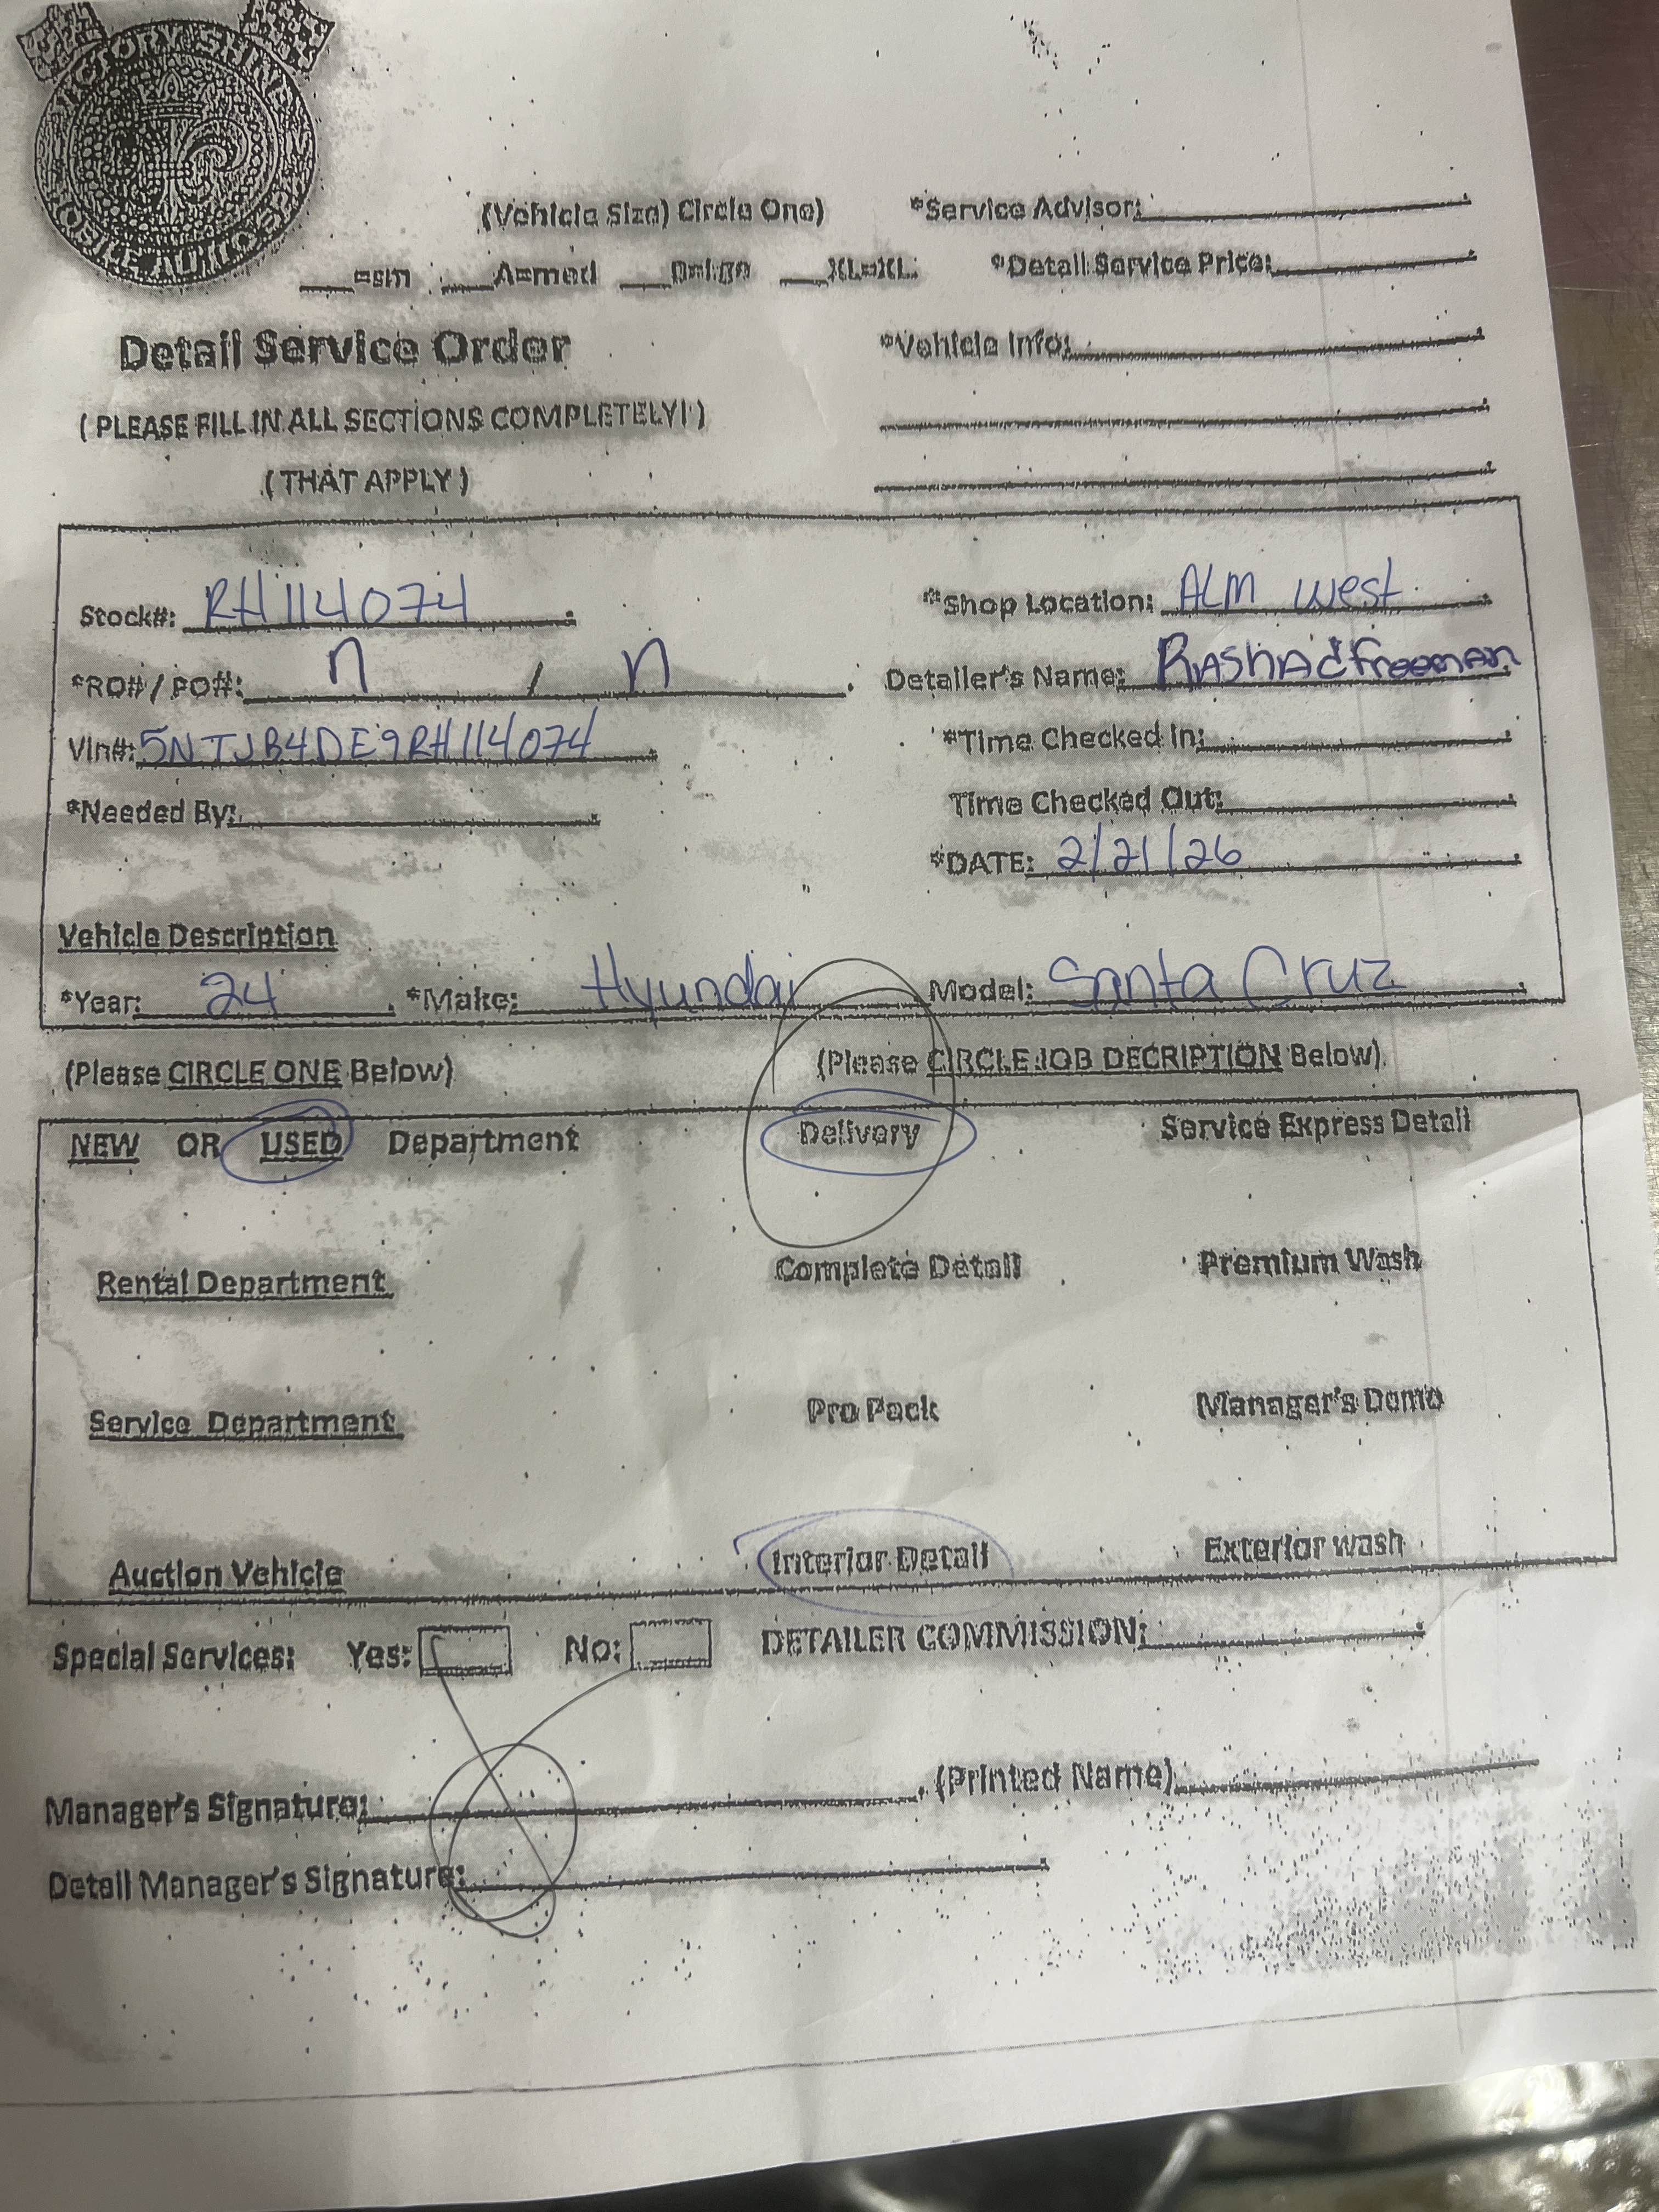 (Vehicle Size) Circle One) *Service Advisor:
=sm A=med XL=XL *Detail Service Price:
Detail Service Order *Vehicle Info:
( PLEASE FILL IN ALL SECTIONS COMPLETELY! )
( THAT APPLY )
Stock#: RH114074 *Shop Location: ALM West
*RO# / PO#: n / n Detailer's Name: RAShAd freeman
Vin#: 5NTJB4DE9RH114074 *Time Checked In:
*Needed By: Time Checked Out:
*DATE: 2/21/26
Vehicle Description
*Year: 24 *Make: Hyundai Model: Santa Cruz
(Please CIRCLE ONE Below) (Please CIRCLE JOB DECRIPTION Below)
NEW OR USED Department Delivery Service Express Detail
Rental Department Complete Detail Premium Wash
Service Department Pro Pack Manager's Demo
Auction Vehicle Interior Detail Exterior wash
Special Services: Yes: No: DETAILER COMMISSION:
Manager's Signature: (Printed Name)
Detail Manager's Signature: